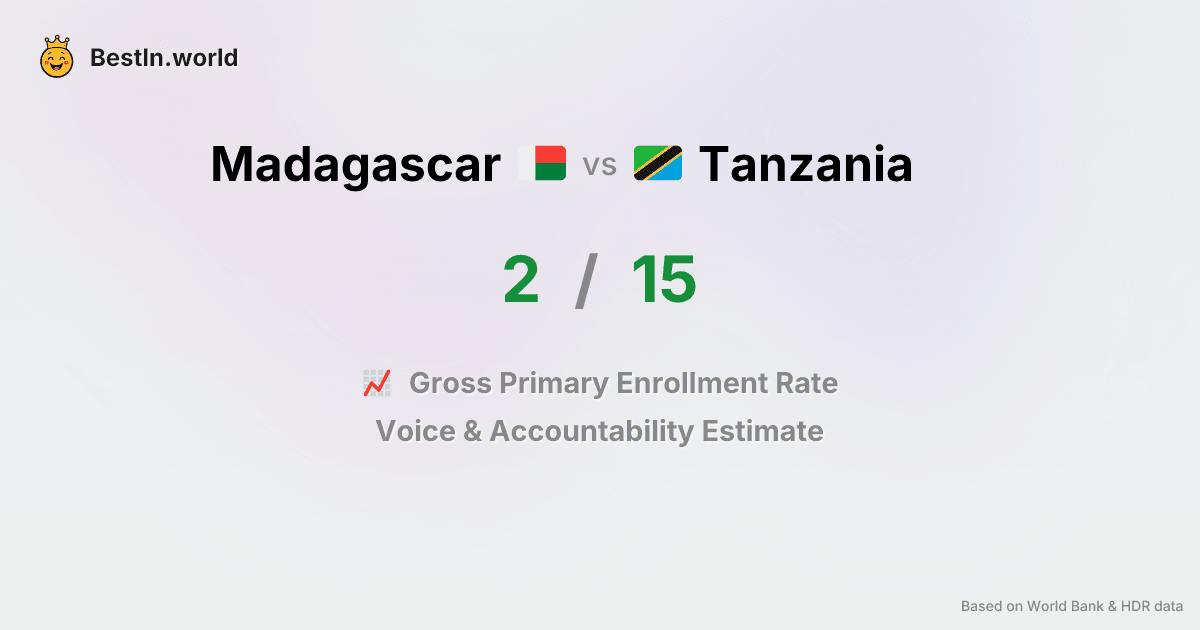 BestIn.world
Madagascar vs Tanzania
2 / 15
Gross Primary Enrollment Rate
Voice & Accountability Estimate
Based on World Bank & HDR data